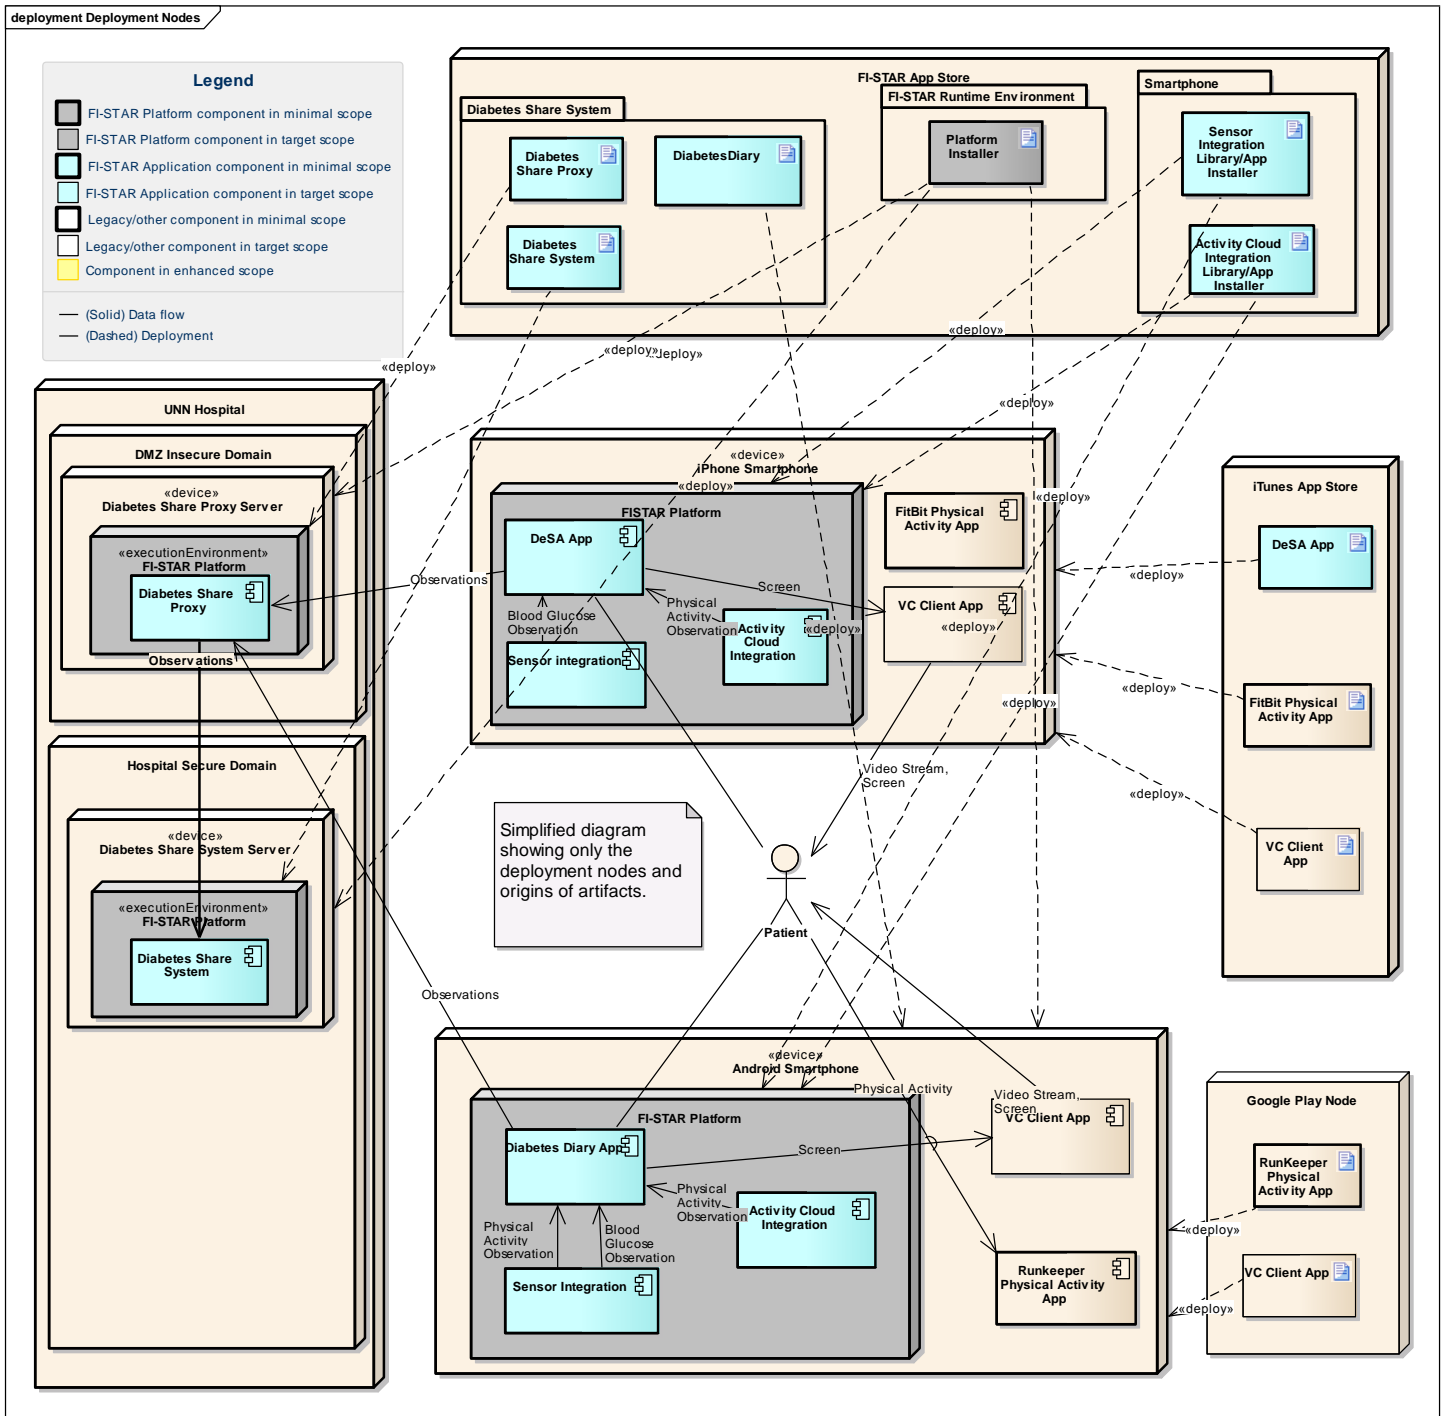 deployment Deployment Nodes
Legend
FI-STAR Platform component in minimal scope
FI-STAR Platform component in target scope
FI-STAR Application component in minimal scope
FI-STAR Application component in target scope
Legacy/other component in minimal scope
Legacy/other component in target scope
Component in enhanced scope
(Solid) Data flow
(Dashed) Deployment
FI-STAR App Store
Diabetes Share System
Diabetes
Share Proxy
DiabetesDiary
Diabetes
Share System
FI-STAR Runtime Environment
Platform
Installer
Smartphone
Sensor
Integration
Library/App
Installer
Activity Cloud
Integration
Library/App
Installer
«deploy»
«deploy»
«deploy»
«deploy»
«deploy»
UNN Hospital
DMZ Insecure Domain
«device»
Diabetes Share Proxy Server
«executionEnvironment»
FI-STAR Platform
Diabetes Share
Proxy
Observations
Hospital Secure Domain
«device»
Diabetes Share System Server
«executionEnvironment»
FI-STAR Platform
Diabetes Share
System
Observations
Observations
«device»
iPhone Smartphone
«deploy»
FISTAR Platform
DeSA App
Blood Glucose
Observation
Sensor integration
Physical
Activity
Observation
Activity
Cloud
Integration
«deploy»
Screen
FitBit Physical
Activity App
VC Client App
«deploy»
«deploy»
«deploy»
Video Stream,
Screen
Simplified diagram
showing only the
deployment nodes and
origins of artifacts.
Patient
iTunes App Store
DeSA App
«deploy»
FitBit Physical
Activity App
«deploy»
VC Client
App
«deploy»
«device»
Android Smartphone
Physical Activity
Video Stream,
Screen
VC Client App
FI-STAR Platform
Diabetes Diary App
Screen
Physical
Activity
Observation
Activity Cloud
Integration
Physical
Activity
Observation
Blood
Glucose
Observation
Sensor Integration
Runkeeper
Physical Activity
App
Google Play Node
RunKeeper
Physical
Activity App
«deploy»
VC Client App
«deploy»